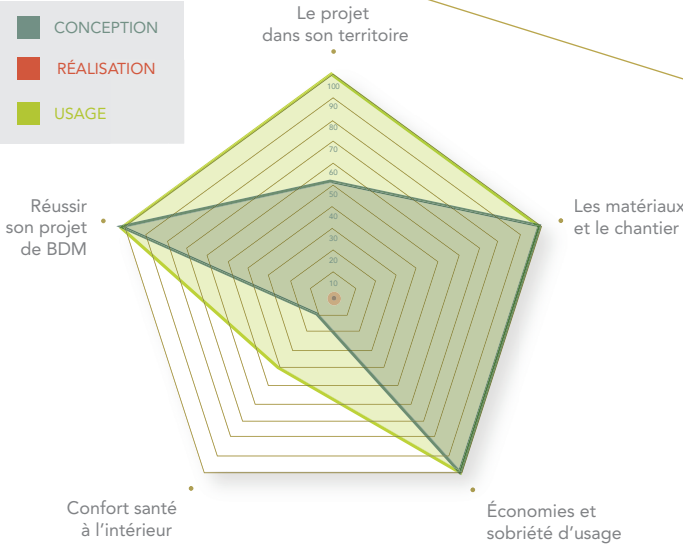 CONCEPTION
RÉALISATION
USAGE
Le projet
dans son territoire
100
90
80
70
60
50
40
30
20
10
Réussir
son projet
de BDM
Les matériaux
et le chantier
Confort santé
à l’intérieur
Économies et
sobriété d’usage